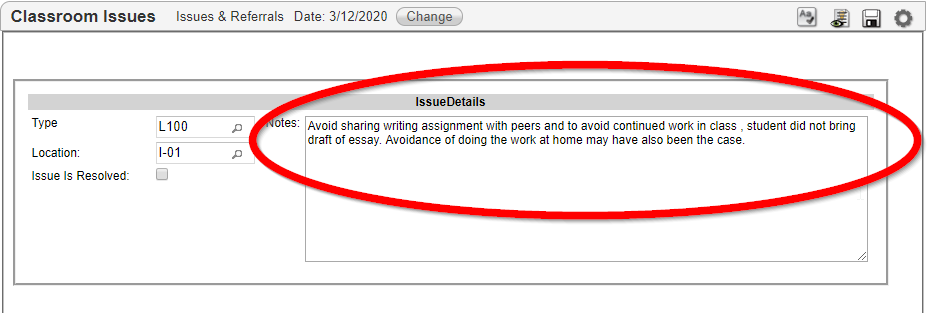 Classroom Issues Issues & Referrals Date: 3/12/2020 Change
IssueDetails
Type L100
Location: I-01
Issue Is Resolved:
Notes: Avoid sharing writing assignment with peers and to avoid continued work in class , student did not bring
draft of essay. Avoidance of doing the work at home may have also been the case.